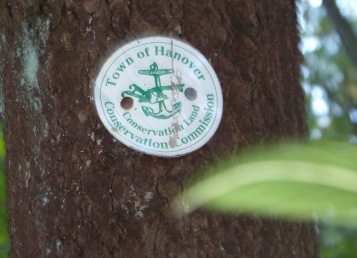 Town of Hanover
Conservation Land
Conservation Commission